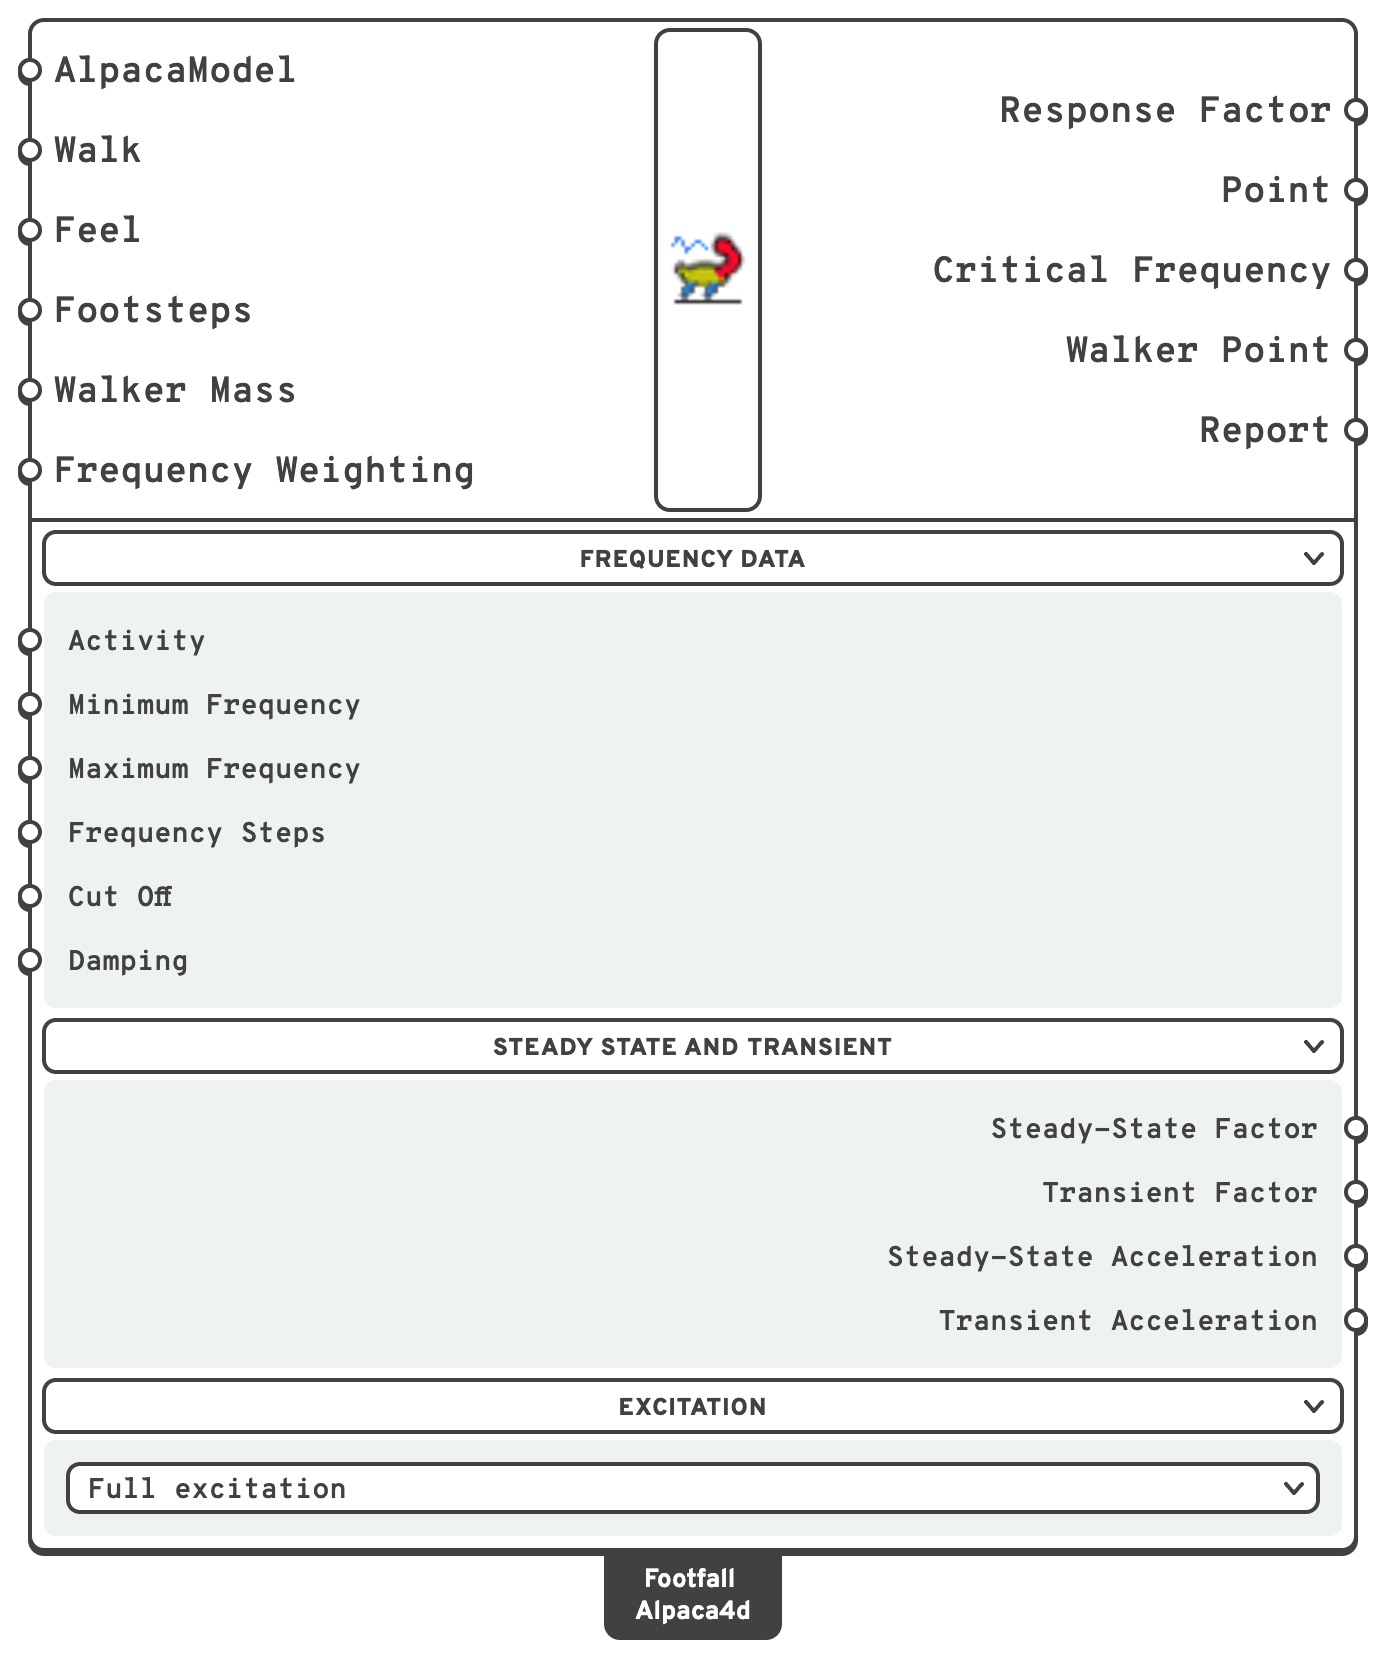 AlpacaModel
Walk
Feel
Footsteps
Walker Mass
Frequency Weighting
Response Factor
Point
Critical Frequency
Walker Point
Report
FREQUENCY DATA
Activity
Minimum Frequency
Maximum Frequency
Frequency Steps
Cut Off
Damping
STEADY STATE AND TRANSIENT
Steady-State Factor
Transient Factor
Steady-State Acceleration
Transient Acceleration
EXCITATION
Full excitation
Footfall
Alpaca4d